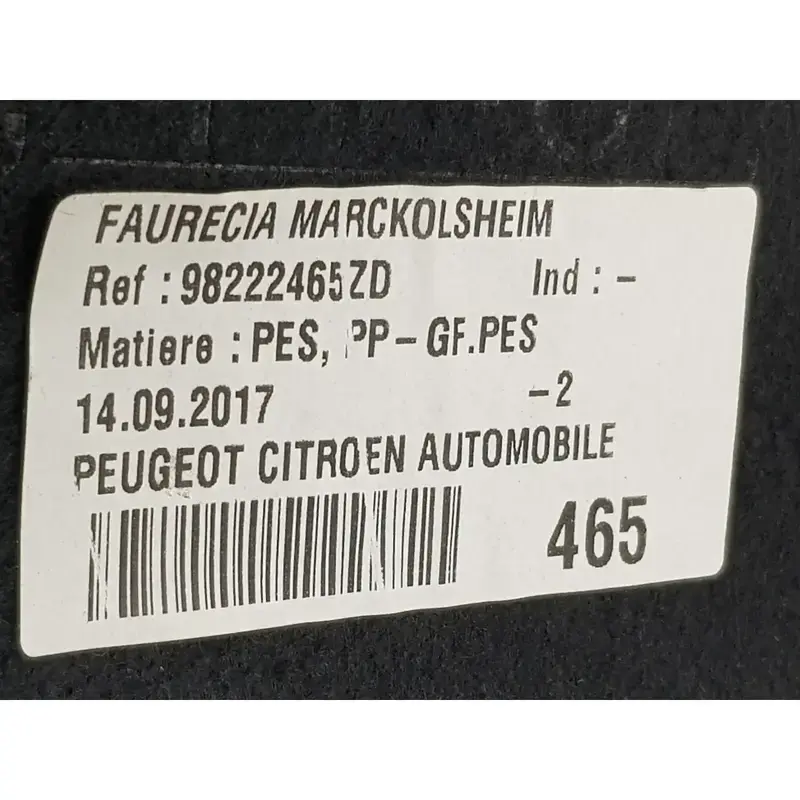 FAURECIA MARCKOLSHEIM
Ref : 98222465ZD Ind : -
Matiere : PES, PP-GF.PES
14.09.2017 -2
PEUGEOT CITROEN AUTOMOBILE
465